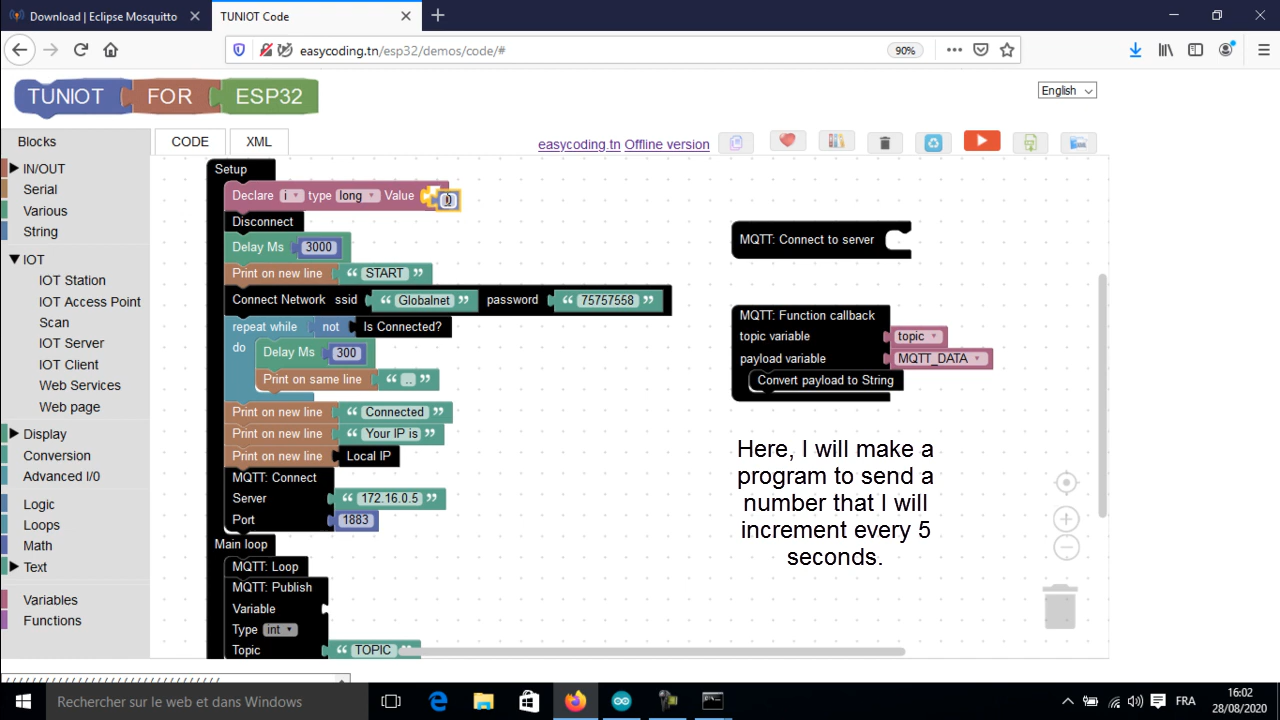 Download | Eclipse Mosquitto
TUNIOT Code
easycoding.tn/esp32/demos/code/#
90%
TUNIOT FOR ESP32
English
Blocks
CODE
XML
easycoding.tn Offline version
IN/OUT
Serial
Various
String
IOT
IOT Station
IOT Access Point
Scan
IOT Server
IOT Client
Web Services
Web page
Display
Conversion
Advanced I/0
Logic
Loops
Math
Text
Variables
Functions
Setup
Declare i type long Value 0
Disconnect
Delay Ms 3000
Print on new line “ START ”
Connect Network ssid “ Globalnet ” password “ 75757558 ”
repeat while not Is Connected?
do Delay Ms 300
Print on same line “ .. ”
Print on new line “ Connected ”
Print on new line “ Your IP is ”
Print on new line Local IP
MQTT: Connect
Server “ 172.16.0.5 ”
Port 1883
Main loop
MQTT: Loop
MQTT: Publish
Variable
Type int
Topic “ TOPIC ”
MQTT: Connect to server
MQTT: Function callback
topic variable topic
payload variable MQTT_DATA
Convert payload to String
Here, I will make a
program to send a
number that I will
increment every 5
seconds.
Rechercher sur le web et dans Windows
FRA
16:02
28/08/2020